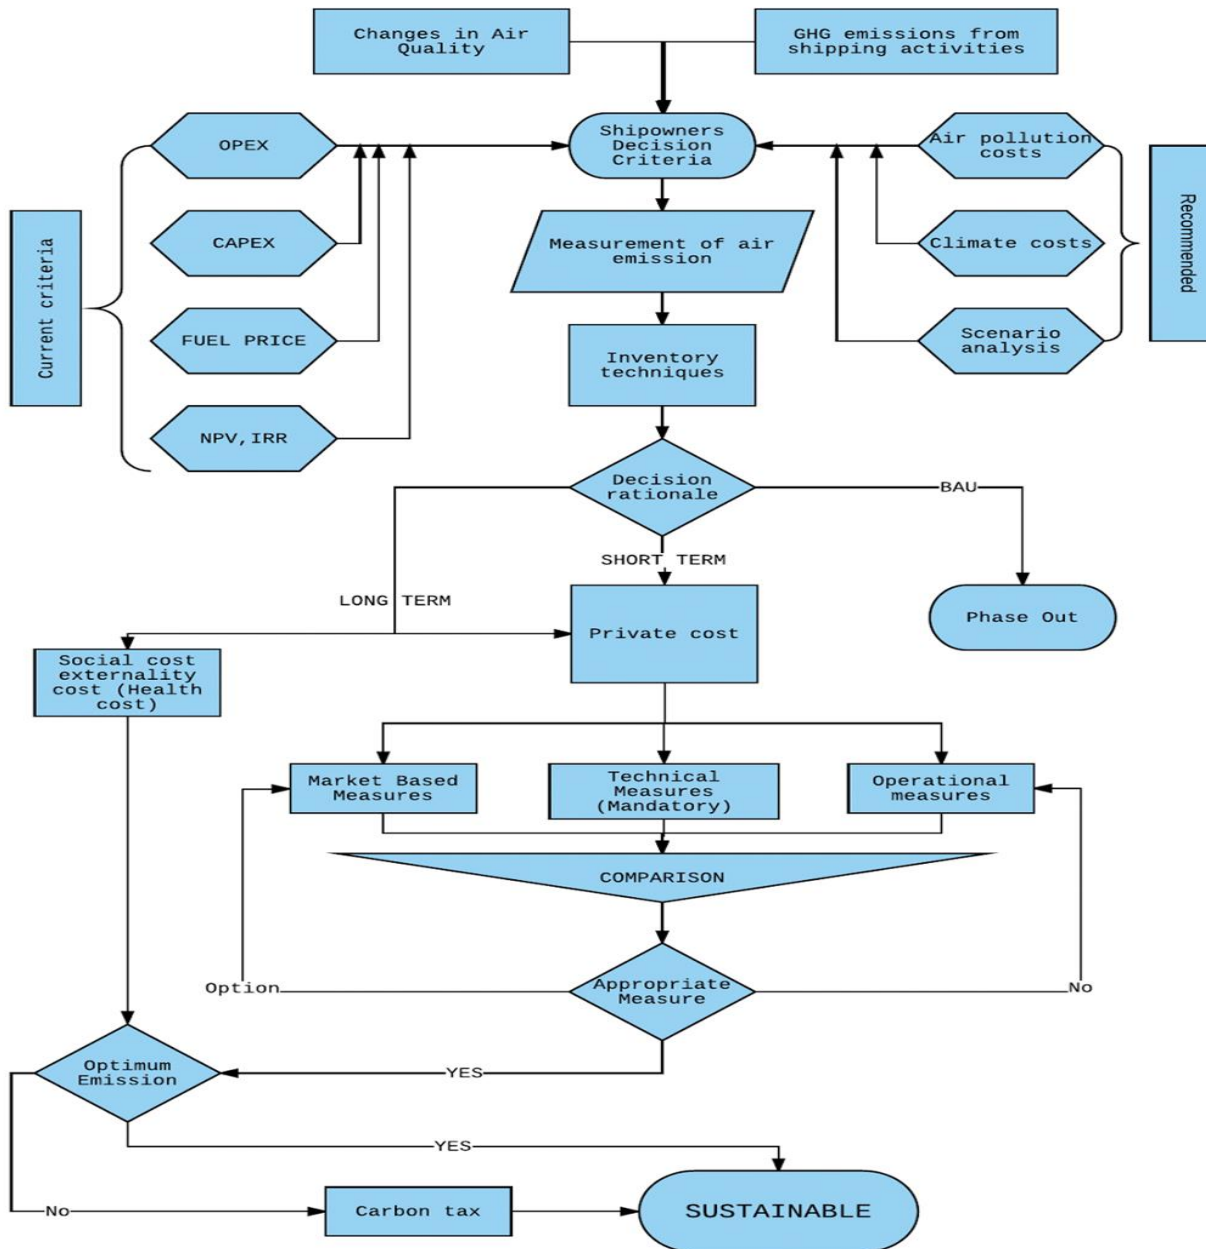 Changes in Air
Quality
GHG emissions from
shipping activities
OPEX
Shipowners
Decision
Criteria
Air pollution
costs
Current criteria
CAPEX
Measurement of air
emission
Climate costs
Recommended
FUEL PRICE
Inventory
techniques
Scenario
analysis
NPV,IRR
Decision
rationale
BAU
SHORT TERM
LONG TERM
Phase Out
Private cost
Social cost
externality
cost (Health
cost)
Market Based
Measures
Technical
Measures
(Mandatory)
Operational
measures
COMPARISON
Option
Appropriate
Measure
No
Optimum
Emission
YES
YES
No
Carbon tax
SUSTAINABLE